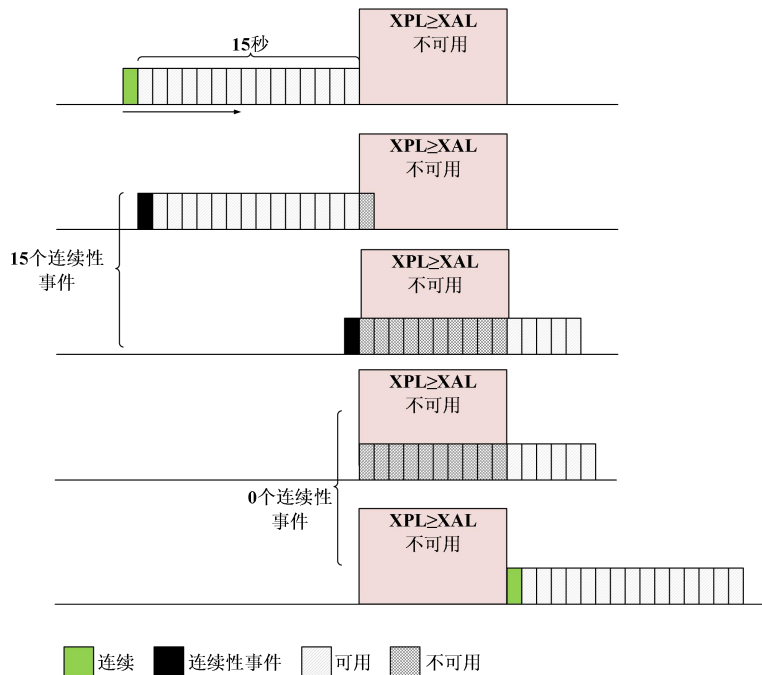 XPL≥XAL
不可用
15秒
XPL≥XAL
不可用
15个连续性
事件
XPL≥XAL
不可用
XPL≥XAL
不可用
0个连续性
事件
XPL≥XAL
不可用
连续
连续性事件
可用
不可用